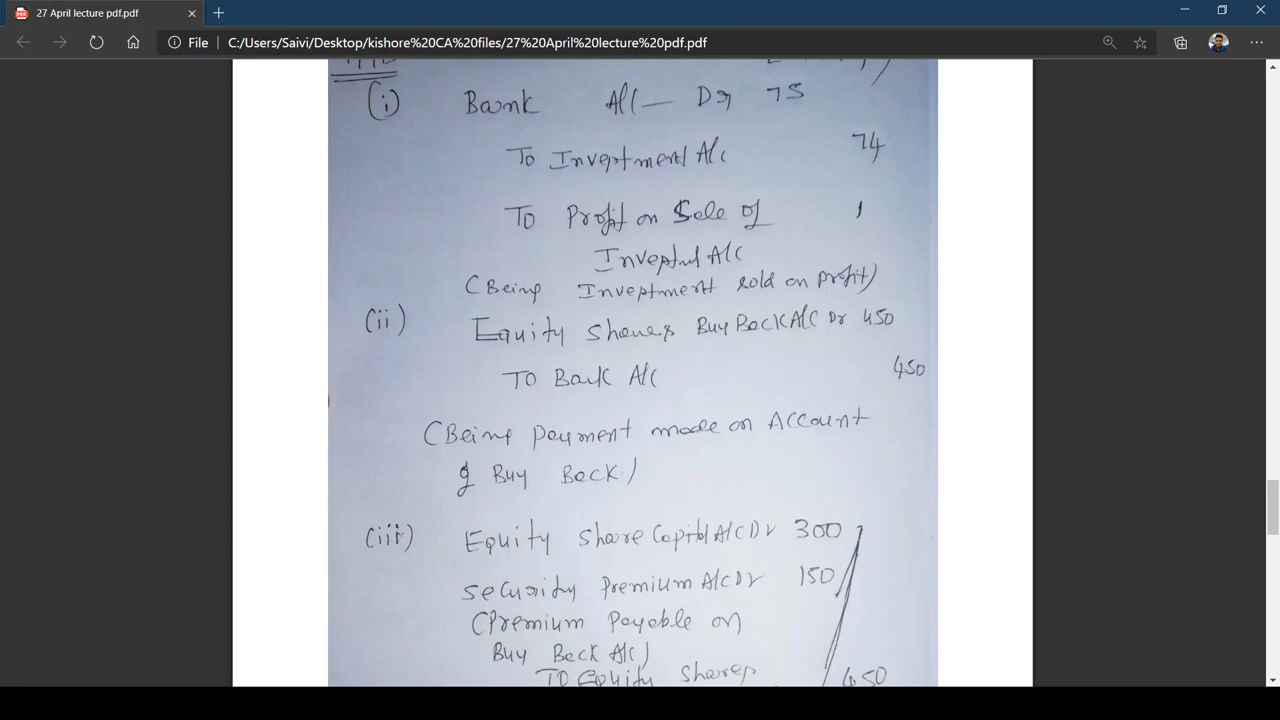 27 April lecture pdf.pdf
File C:/Users/Saivi/Desktop/kishore%20CA%20files/27%20April%20lecture%20pdf.pdf
(i) Bank A/C — Dr 75
To Investment A/C 74
To Profit on Sale of 1
Investment A/C
(Being Investment sold on profit)
(ii) Equity shares Buy Back A/C Dr 450
To Bank A/C 450
(Being payment made on Account
of Buy Back)
(iii) Equity share Capital A/C Dr 300
security Premium A/C Dr 150
(Premium Payable on
Buy Back A/C)
To Equity shares 450